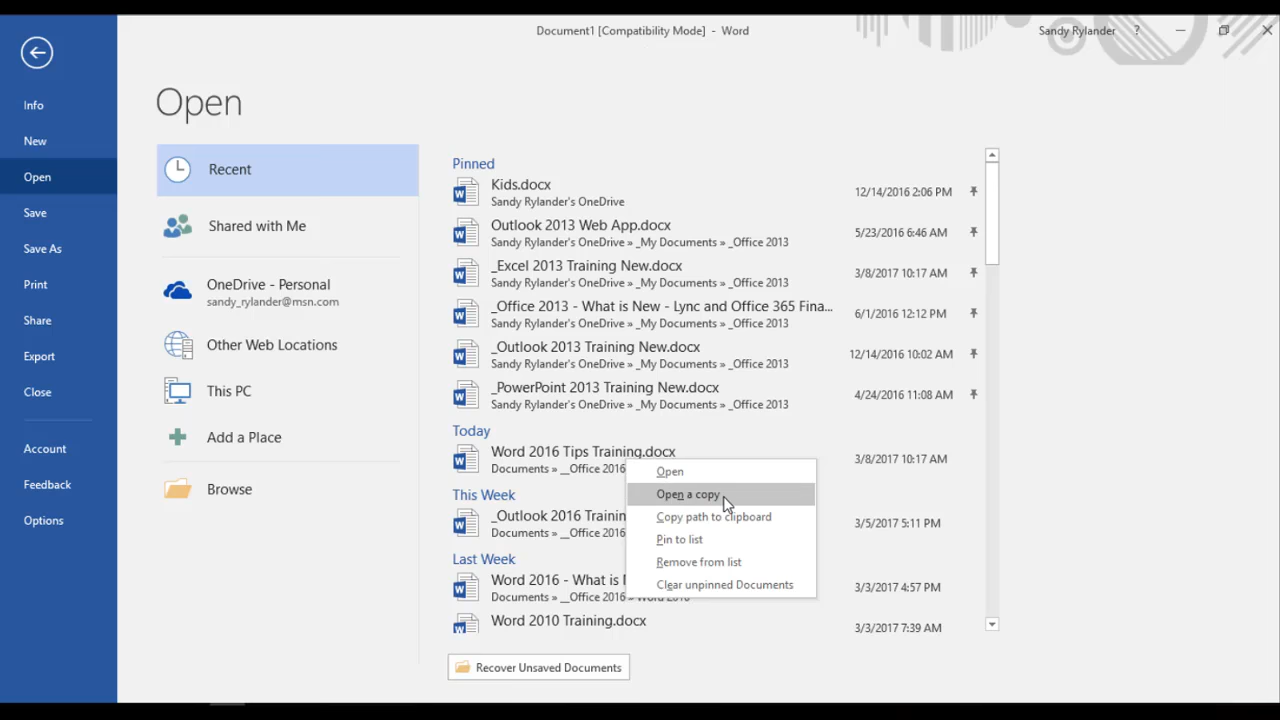 Document1 [Compatibility Mode] - Word
Sandy Rylander
?
Info
New
Open
Save
Save As
Print
Share
Export
Close
Account
Feedback
Options
Open
Recent
Shared with Me
OneDrive - Personal
sandy_rylander@msn.com
Other Web Locations
This PC
Add a Place
Browse
Pinned
Kids.docx
Sandy Rylander's OneDrive
12/14/2016 2:06 PM
Outlook 2013 Web App.docx
Sandy Rylander's OneDrive » _My Documents » _Office 2013
5/23/2016 6:46 AM
_Excel 2013 Training New.docx
Sandy Rylander's OneDrive » _My Documents » _Office 2013
3/8/2017 10:17 AM
_Office 2013 - What is New - Lync and Office 365 Fina...
Sandy Rylander's OneDrive » _My Documents » _Office 2013
6/1/2016 12:12 PM
_Outlook 2013 Training New.docx
Sandy Rylander's OneDrive » _My Documents » _Office 2013
12/14/2016 10:02 AM
_PowerPoint 2013 Training New.docx
Sandy Rylander's OneDrive » _My Documents » _Office 2013
4/24/2016 11:08 AM
Today
Word 2016 Tips Training.docx
Documents » __Office 2016
3/8/2017 10:17 AM
This Week
_Outlook 2016 Trainin
Documents » __Office 2016
3/5/2017 5:11 PM
Last Week
Word 2016 - What is
Documents » __Office 2016 » Word 2016
3/3/2017 4:57 PM
Word 2010 Training.docx
3/3/2017 7:39 AM
Open
Open a copy
Copy path to clipboard
Pin to list
Remove from list
Clear unpinned Documents
Recover Unsaved Documents